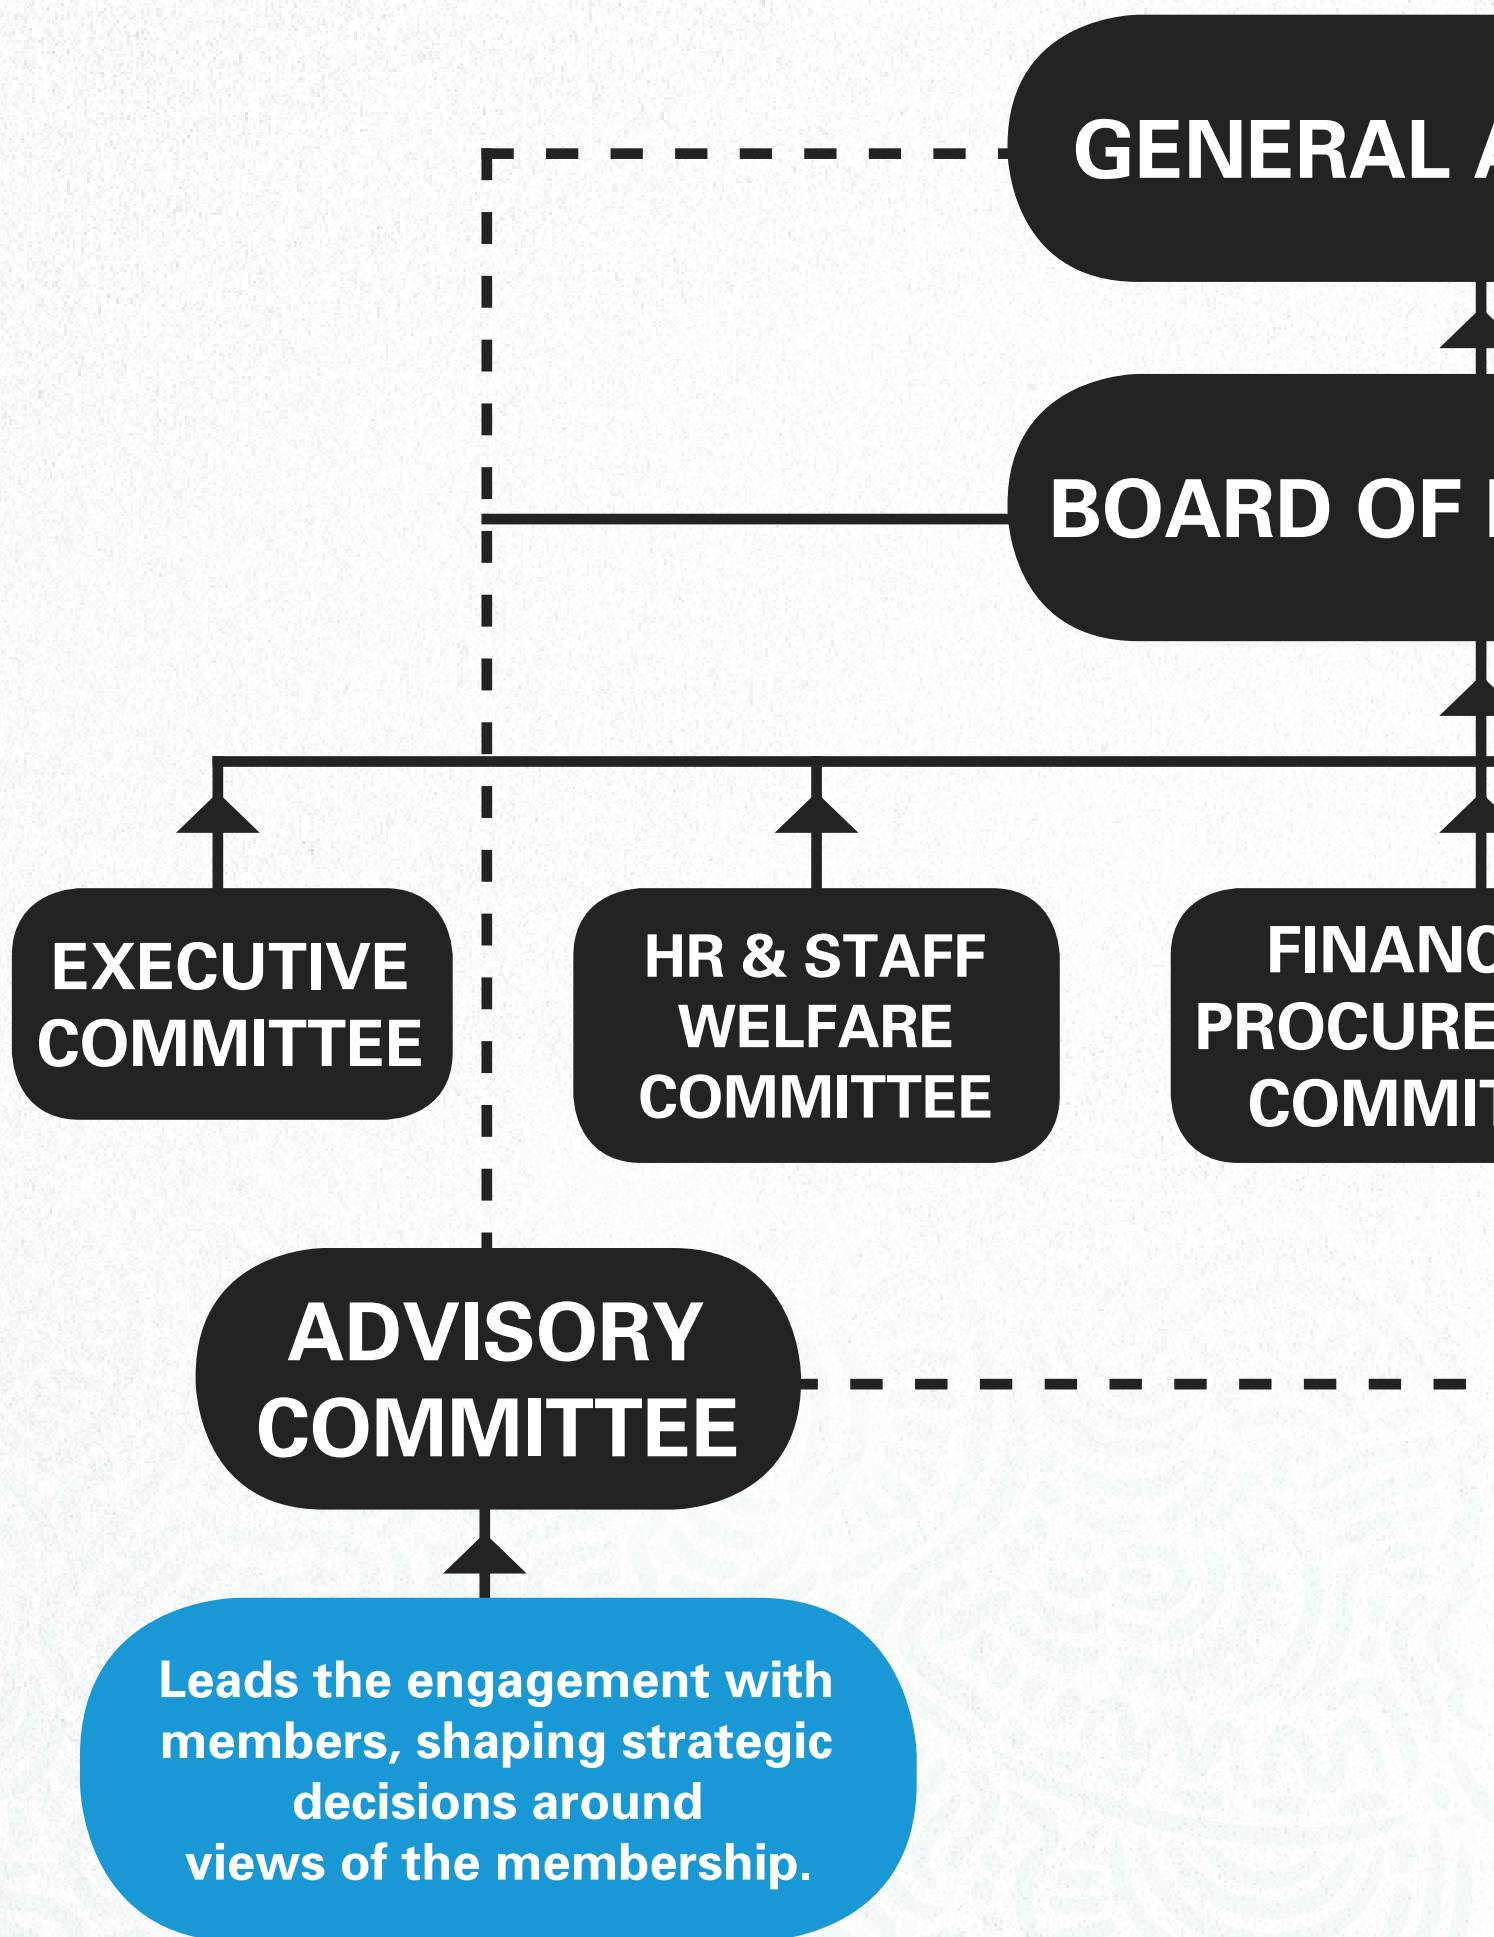 GENERAL
BOARD OF
EXECUTIVE
COMMITTEE
HR & STAFF
WELFARE
COMMITTEE
ADVISORY
COMMITTEE
Leads the engagement with
members, shaping strategic
decisions around
views of the membership.